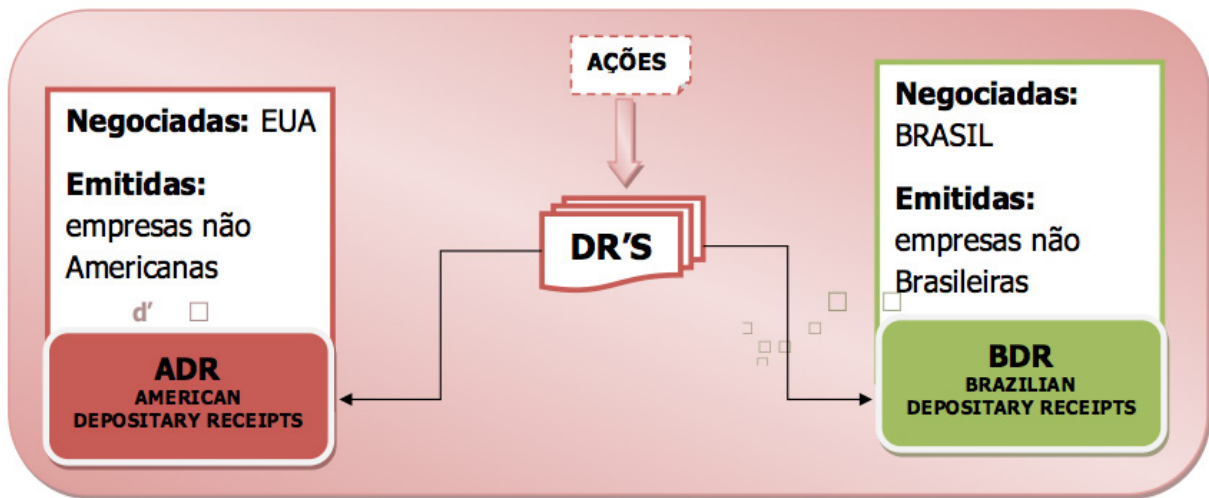 AÇÕES
Negociadas: EUA
Emitidas:
empresas não
Americanas
d'
ADR
AMERICAN
DEPOSITARY RECEIPTS
DR'S
Negociadas:
BRASIL
Emitidas:
empresas não
Brasileiras
BDR
BRAZILIAN
DEPOSITARY RECEIPTS